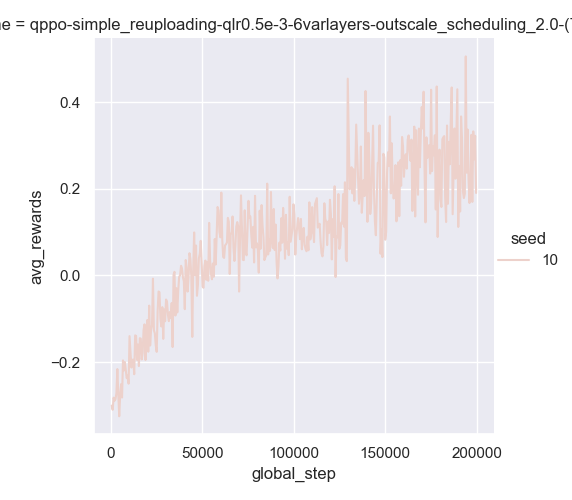 ne = qppo-simple_reuploading-qlr0.5e-3-6varlayers-outscale_scheduling_2.0-(
0.4
0.2
0.0
−0.2
avg_rewards
0
50000
100000
150000
200000
global_step
seed
10